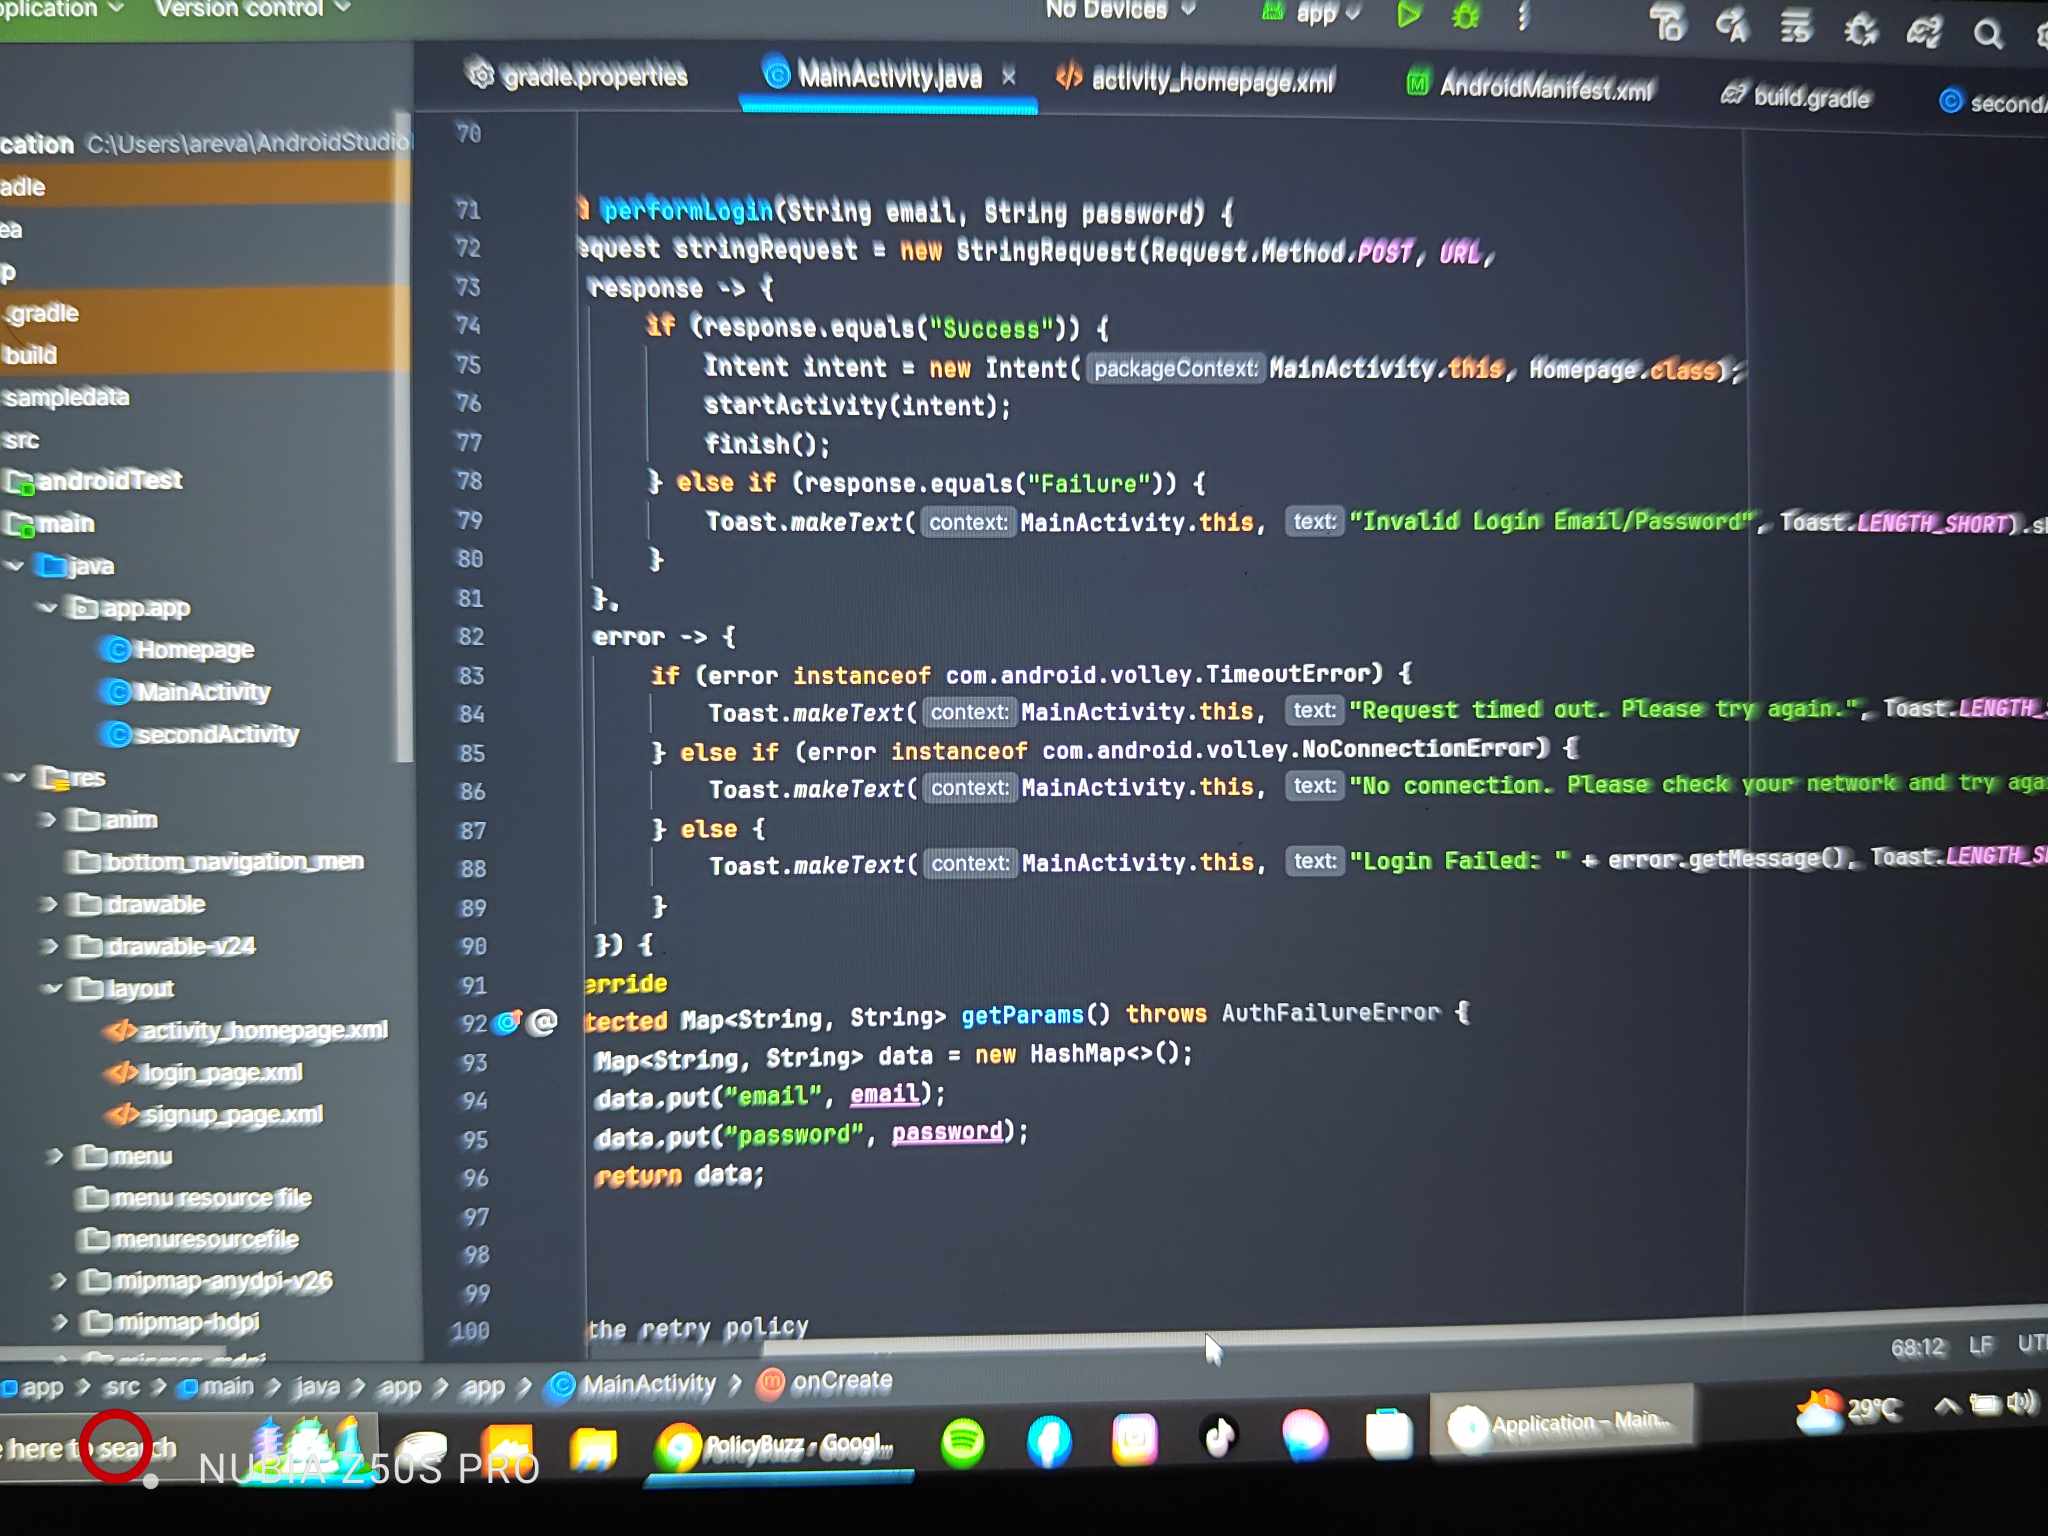 plication Version control No Devices app
gradle.properties MainActivity.java activity_homepage.xml AndroidManifest.xml build.gradle secondA
cation C:\Users\areva\AndroidStudio
adle
ea
p
.gradle
build
sampledata
src
androidTest
main
java
app.app
Homepage
MainActivity
secondActivity
res
anim
bottom_navigation_men
drawable
drawable-v24
layout
activity_homepage.xml
login_page.xml
signup_page.xml
menu
menu resource file
menuresourcefile
mipmap-anydpi-v26
mipmap-hdpi
mipmap-mdpi
70
71 performLogin(String email, String password) {
72 equest stringRequest = new StringRequest(Request.Method.POST, URL,
73 response -> {
74 if (response.equals("Success")) {
75 Intent intent = new Intent( packageContext: MainActivity.this, Homepage.class);
76 startActivity(intent);
77 finish();
78 } else if (response.equals("Failure")) {
79 Toast.makeText( context: MainActivity.this, text: "Invalid Login Email/Password", Toast.LENGTH_SHORT).sh
80 }
81 },
82 error -> {
83 if (error instanceof com.android.volley.TimeoutError) {
84 Toast.makeText( context: MainActivity.this, text: "Request timed out. Please try again.", Toast.LENGTH_S
85 } else if (error instanceof com.android.volley.NoConnectionError) {
86 Toast.makeText( context: MainActivity.this, text: "No connection. Please check your network and try agai
87 } else {
88 Toast.makeText( context: MainActivity.this, text: "Login Failed: " + error.getMessage(), Toast.LENGTH_SH
89 }
90 }) {
91 erride
92 tected Map<String, String> getParams() throws AuthFailureError {
93 Map<String, String> data = new HashMap<>();
94 data.put("email", email);
95 data.put("password", password);
96 return data;
97
98
99
100 the retry policy
68:12 LF UTF
app > src > main > java > app > app > MainActivity > onCreate
e here to search PolicyBuzz - Googl... Application – Main... 29°C
NUBIA Z50S PRO